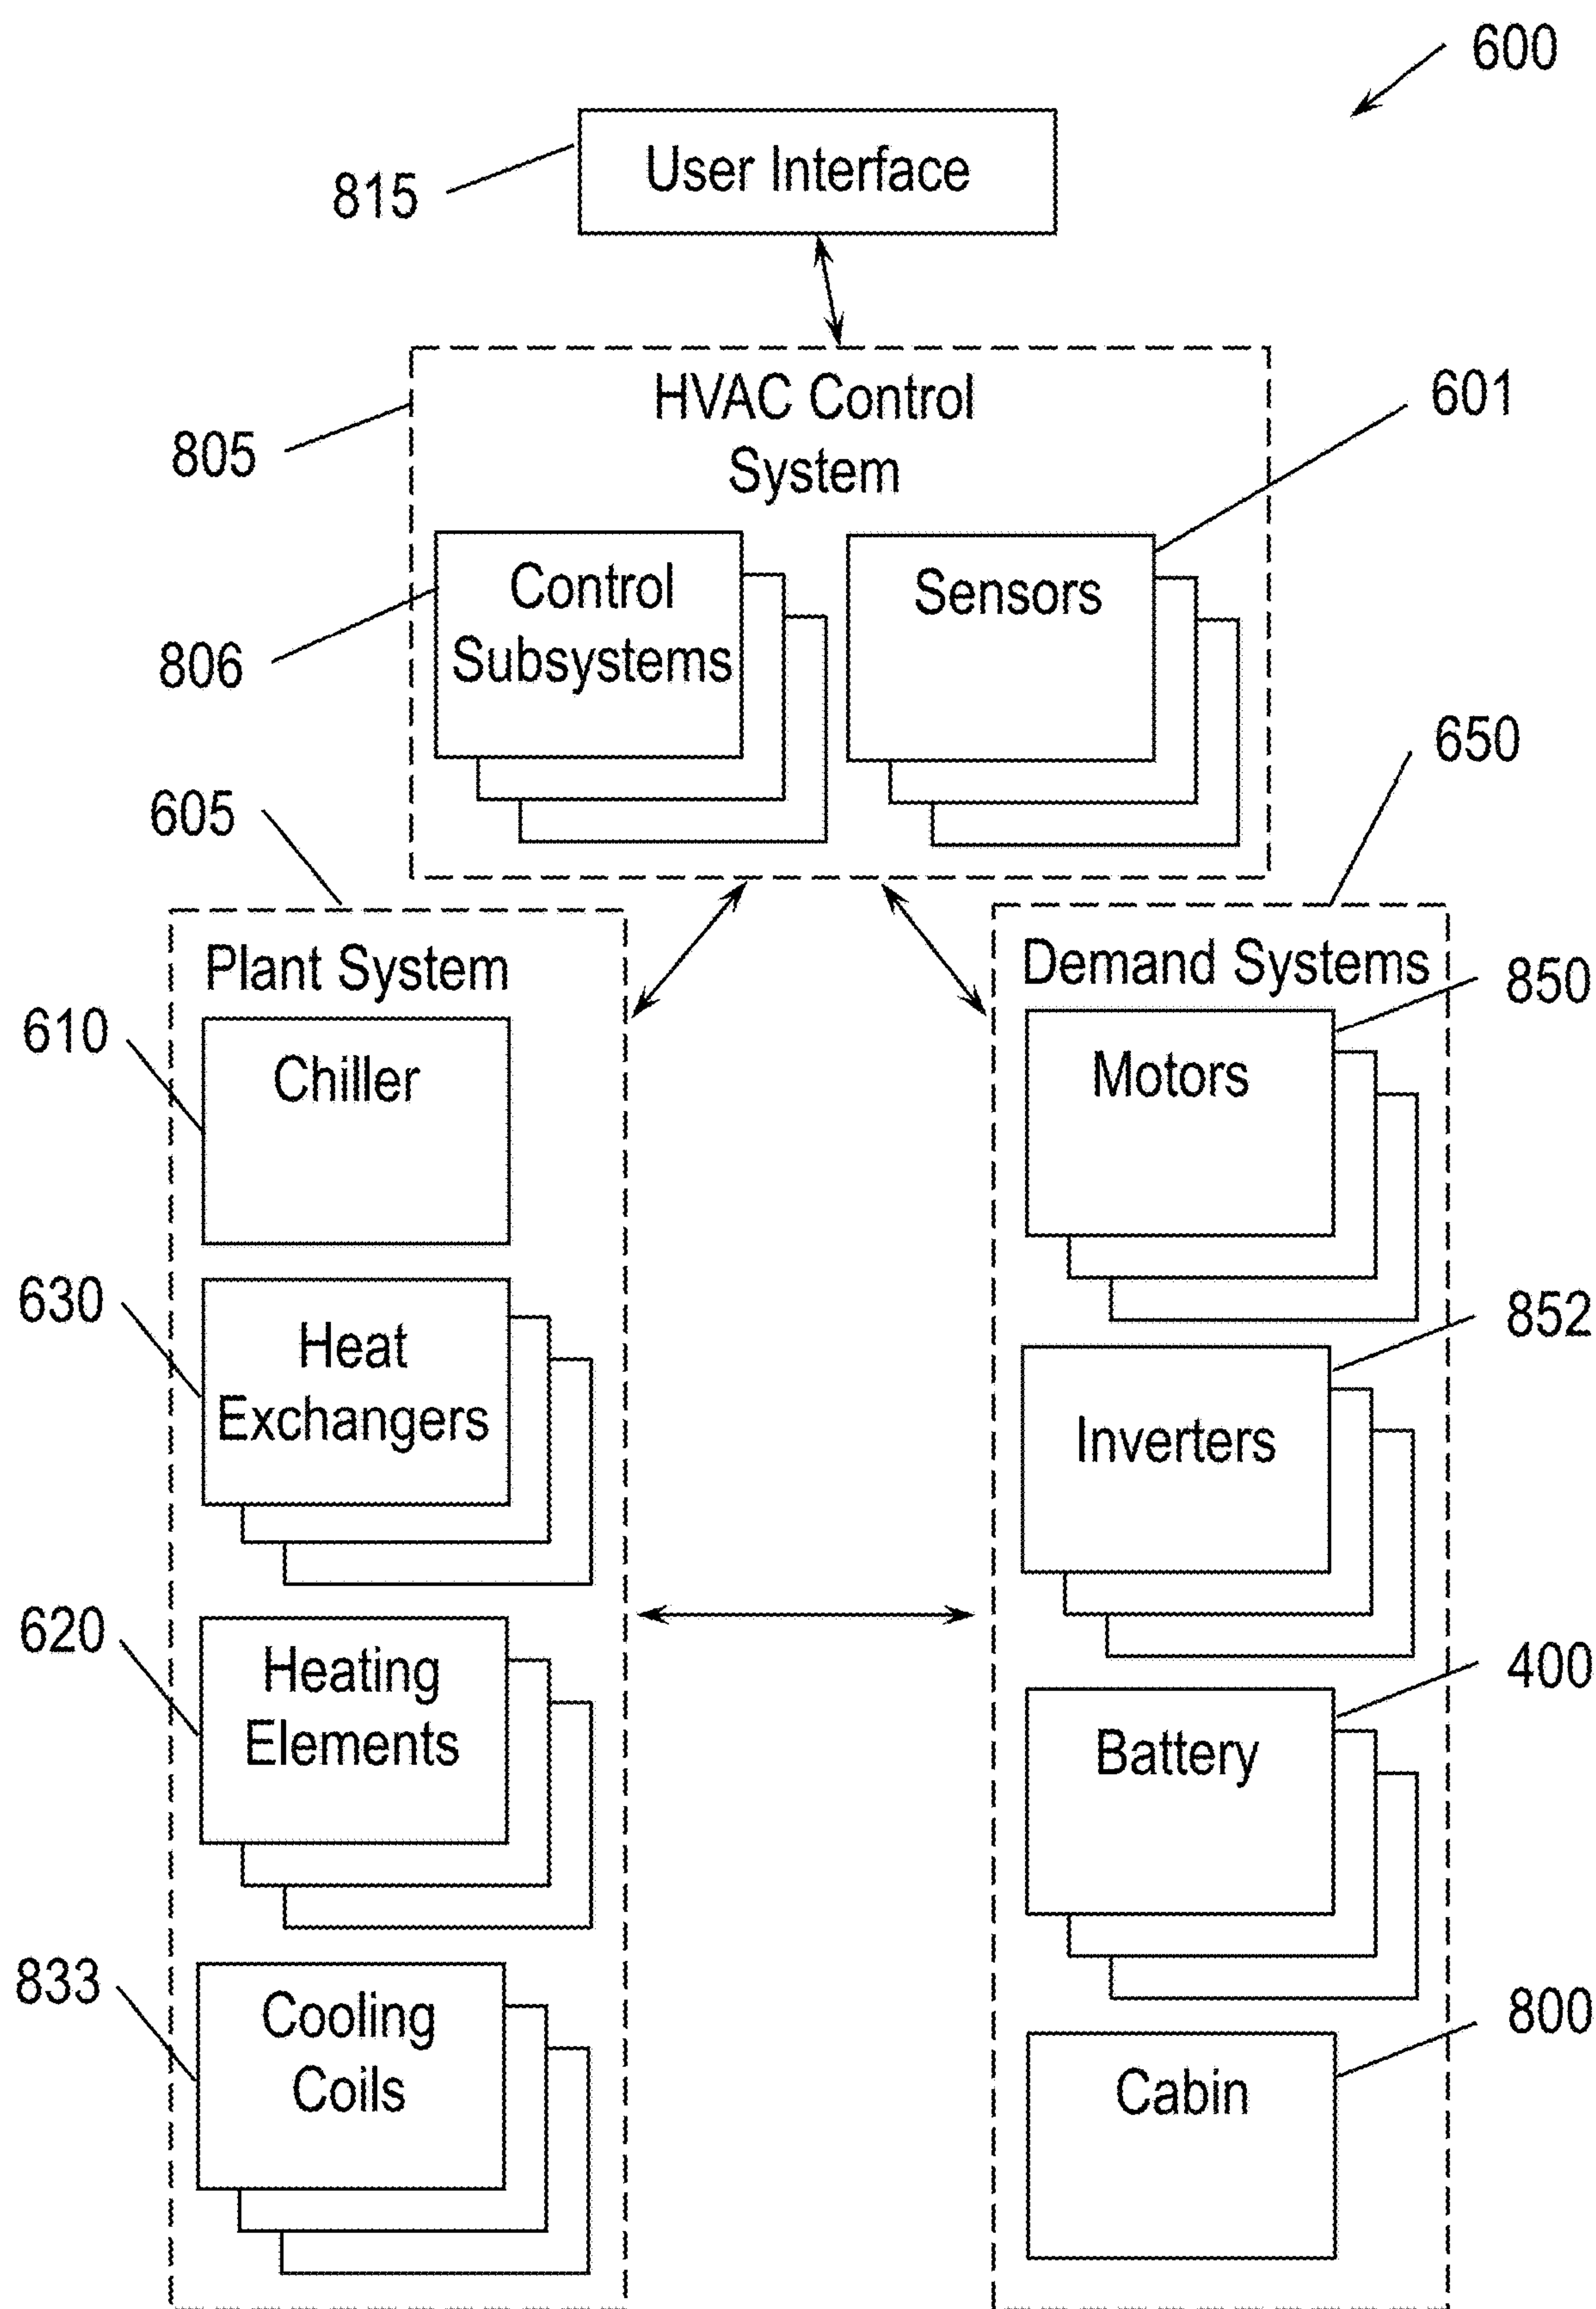 600
815
User Interface
805
HVAC Control
System
601
806
Control
Subsystems
Sensors
605
650
Plant System
610
Chiller
630
Heat
Exchangers
620
Heating
Elements
833
Cooling
Coils
Demand Systems
850
Motors
852
Inverters
400
Battery
800
Cabin